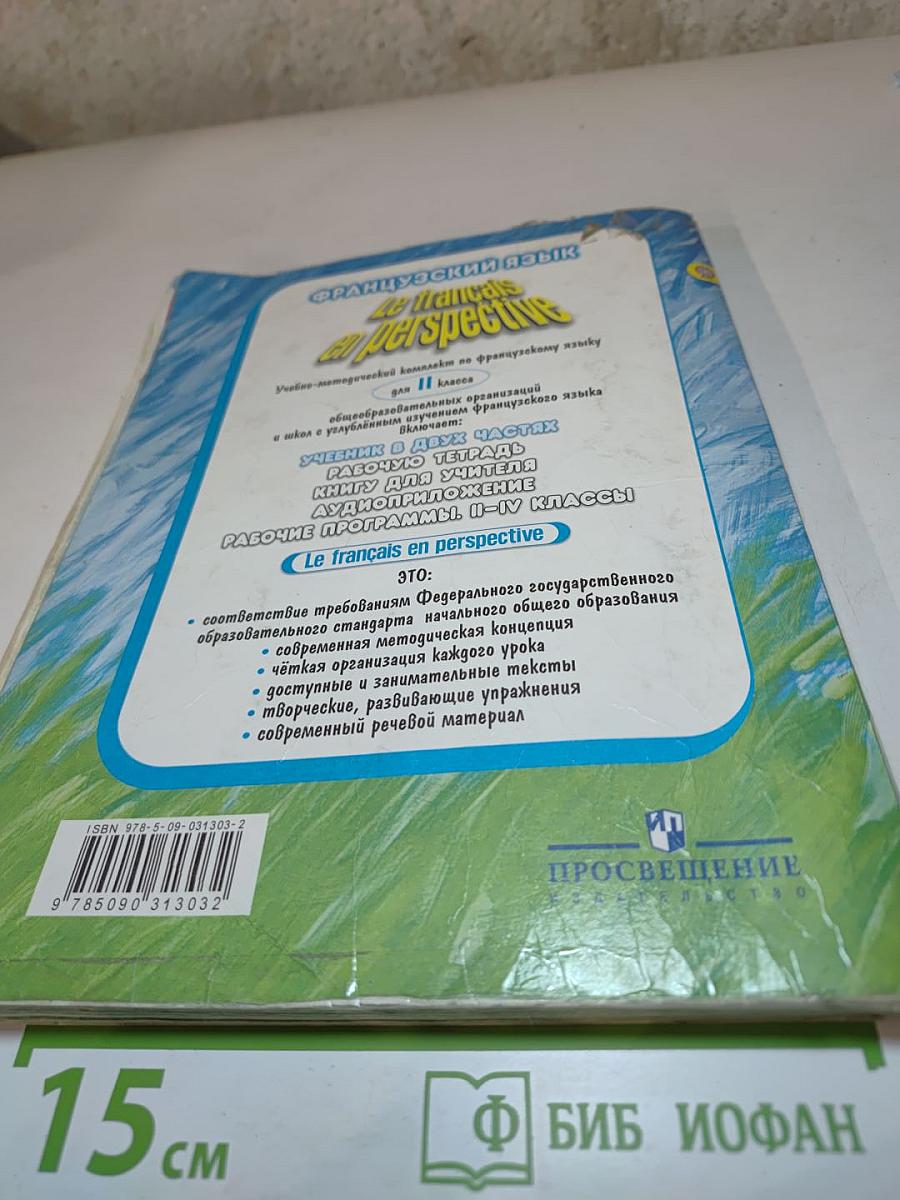 ФРАНЦУЗСКИЙ ЯЗЫК
Le français
en perspective
Учебно-методический комплект по французскому языку
для II класса
общеобразовательных организаций
и школ с углублённым изучением французского языка
включает:
УЧЕБНИК В ДВУХ ЧАСТЯХ
РАБОЧУЮ ТЕТРАДЬ
КНИГУ ДЛЯ УЧИТЕЛЯ
АУДИОПРИЛОЖЕНИЕ
РАБОЧИЕ ПРОГРАММЫ. II–IV КЛАССЫ
Le français en perspective
ЭТО:
• соответствие требованиям Федерального государственного
образовательного стандарта начального общего образования
• современная методическая концепция
• чёткая организация каждого урока
• доступные и занимательные тексты
• творческие, развивающие упражнения
• современный речевой материал
ISBN 978-5-09-031303-2
9 785090 313032
ПРОСВЕЩЕНИЕ
ИЗДАТЕЛЬСТВО
15 см
Ф БИБ ИОФАН